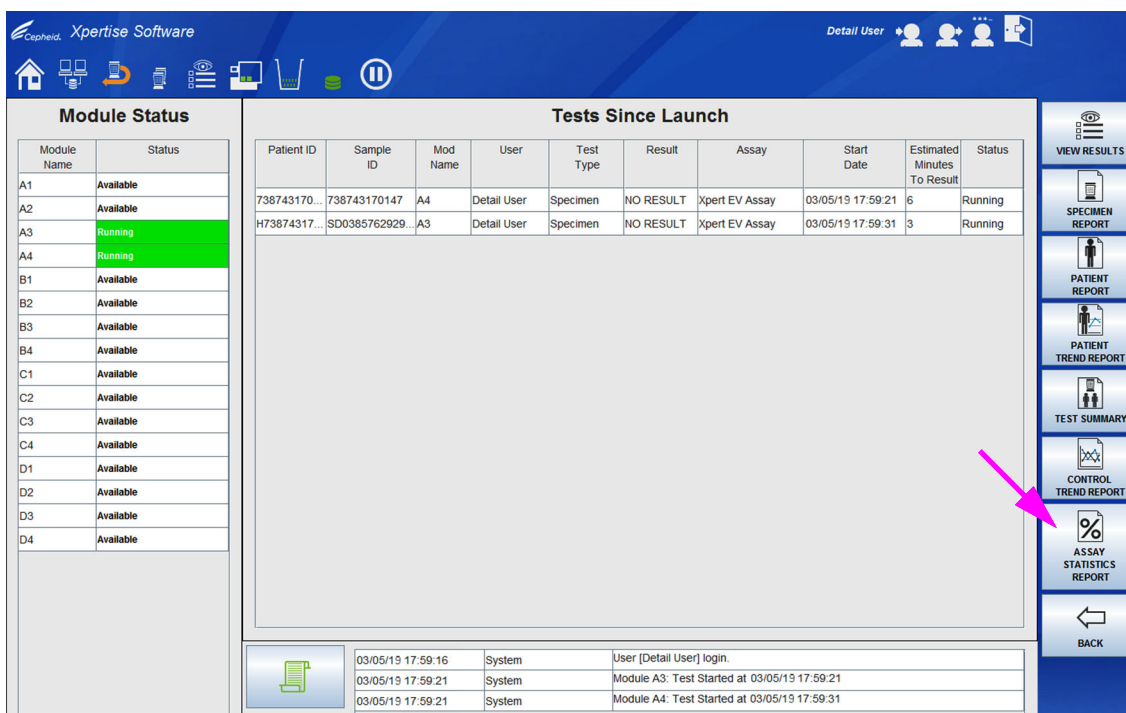 Cepheid. Xpertise Software
Detail User
Module Status
Module Name Status
A1 Available
A2 Available
A3 Running
A4 Running
B1 Available
B2 Available
B3 Available
B4 Available
C1 Available
C2 Available
C3 Available
C4 Available
D1 Available
D2 Available
D3 Available
D4 Available
Tests Since Launch
Patient ID Sample ID Mod Name User Test Type Result Assay Start Date Estimated Minutes To Result Status
738743170... 738743170147 A4 Detail User Specimen NO RESULT Xpert EV Assay 03/05/19 17:59:21 6 Running
H73874317... SD0385762929... A3 Detail User Specimen NO RESULT Xpert EV Assay 03/05/19 17:59:31 3 Running
03/05/19 17:59:16 System User [Detail User] login.
03/05/19 17:59:21 System Module A3: Test Started at 03/05/19 17:59:21
03/05/19 17:59:21 System Module A4: Test Started at 03/05/19 17:59:31
VIEW RESULTS
SPECIMEN
REPORT
PATIENT
REPORT
PATIENT
TREND REPORT
TEST SUMMARY
CONTROL
TREND REPORT
%
ASSAY
STATISTICS
REPORT
BACK